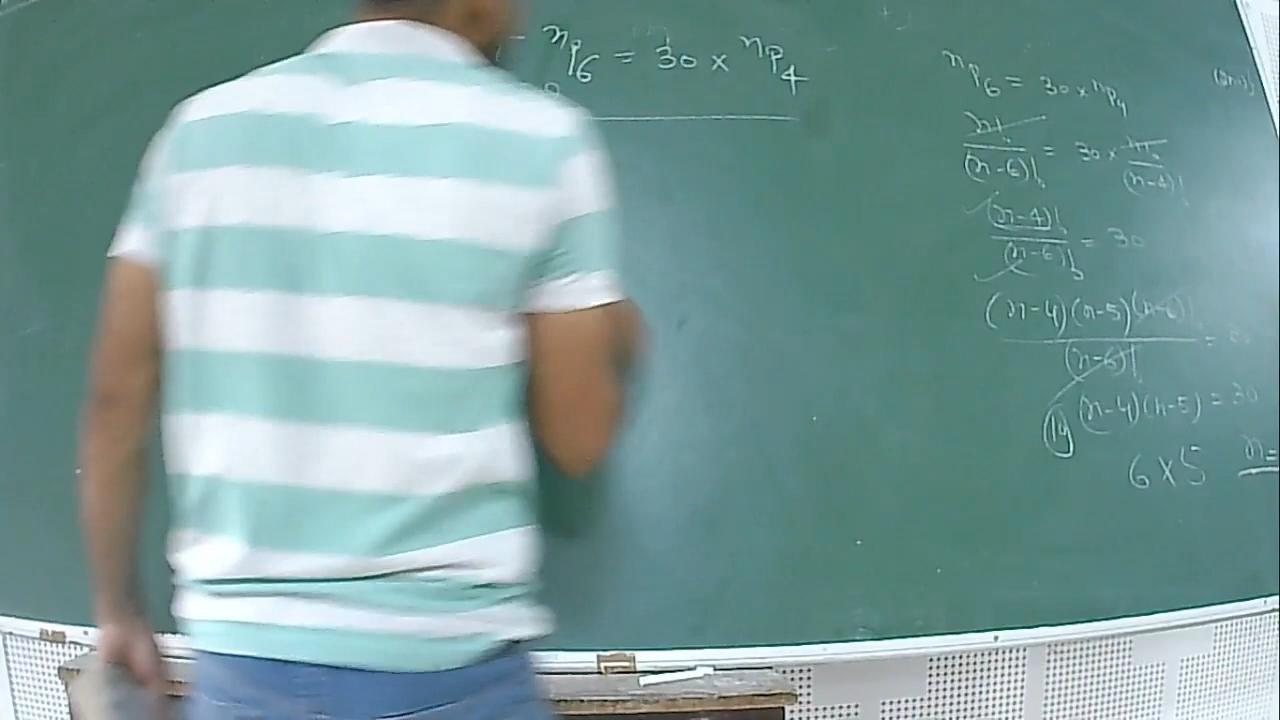 ⁿP₆ = 30 × ⁿP₄
ⁿP₆ = 30 × ⁿP₄
n!/(n-6)! = 30 × n!/(n-4)!
(n-4)!/(n-6)! = 30
(n-4)(n-5)(n-6)!/(n-6)! =
(n-4)(n-5) = 30
6 × 5 n=